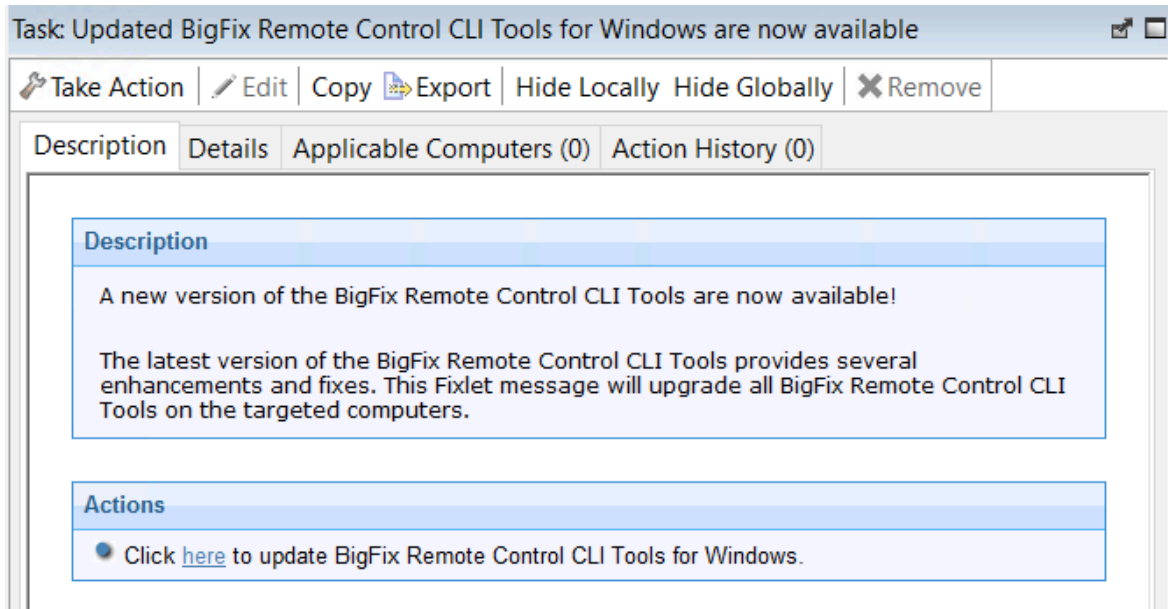 Task: Updated BigFix Remote Control CLI Tools for Windows are now available
Take Action Edit Copy Export Hide Locally Hide Globally Remove
Description Details Applicable Computers (0) Action History (0)
Description
A new version of the BigFix Remote Control CLI Tools are now available!
The latest version of the BigFix Remote Control CLI Tools provides several
enhancements and fixes. This Fixlet message will upgrade all BigFix Remote Control CLI
Tools on the targeted computers.
Actions
Click here to update BigFix Remote Control CLI Tools for Windows.